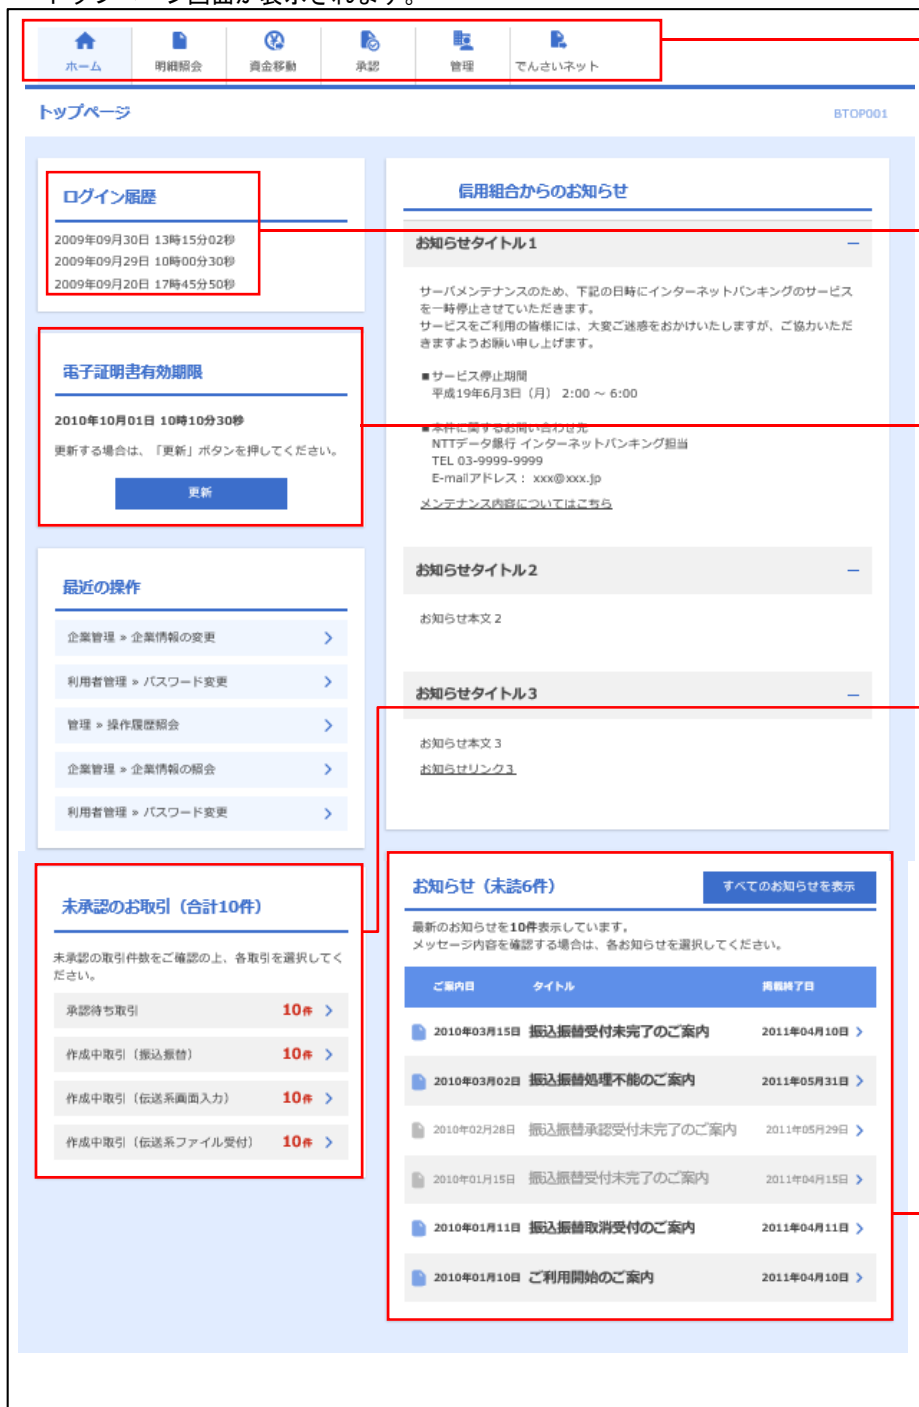 トップページ画面が表示されます。
ホーム
明細照会
資金移動
承認
管理
でんさいネット
トップページ
BTOP001
ログイン履歴
2009年09月30日 13時15分02秒
2009年09月29日 10時00分30秒
2009年09月20日 17時45分50秒
電子証明書有効期限
2010年10月01日 10時10分30秒
更新する場合は、「更新」ボタンを押してください。
更新
最近の操作
企業管理 » 企業情報の変更
利用者管理 » パスワード変更
管理 » 操作履歴照会
企業管理 » 企業情報の照会
利用者管理 » パスワード変更
未承認のお取引（合計10件）
未承認の取引件数をご確認の上、各取引を選択してく
ださい。
承認待ち取引 10件
作成中取引（振込振替） 10件
作成中取引（伝送系画面入力） 10件
作成中取引（伝送系ファイル受付） 10件
信用組合からのお知らせ
お知らせタイトル1
サーバメンテナンスのため、下記の日時にインターネットバンキングのサービス
を一時停止させていただきます。
サービスをご利用の皆様には、大変ご迷惑をおかけいたしますが、ご協力いただ
きますようお願い申し上げます。
■サービス停止期間
平成19年6月3日（月） 2:00 ～ 6:00
■本件に関するお問い合わせ先
NTTデータ銀行 インターネットバンキング担当
TEL 03-9999-9999
E-mailアドレス： xxx@xxx.jp
メンテナンス内容についてはこちら
お知らせタイトル2
お知らせ本文2
お知らせタイトル3
お知らせ本文3
お知らせリンク3
お知らせ（未読6件）
すべてのお知らせを表示
最新のお知らせを10件表示しています。
メッセージ内容を確認する場合は、各お知らせを選択してください。
ご案内日 タイトル 掲載終了日
2010年03月15日 振込振替受付未完了のご案内 2011年04月10日
2010年03月02日 振込振替処理不能のご案内 2011年05月31日
2010年02月28日 振込振替承認受付未完了のご案内 2011年05月29日
2010年01月15日 振込振替受付未完了のご案内 2011年04月15日
2010年01月11日 振込振替取消受付のご案内 2011年04月11日
2010年01月10日 ご利用開始のご案内 2011年04月10日